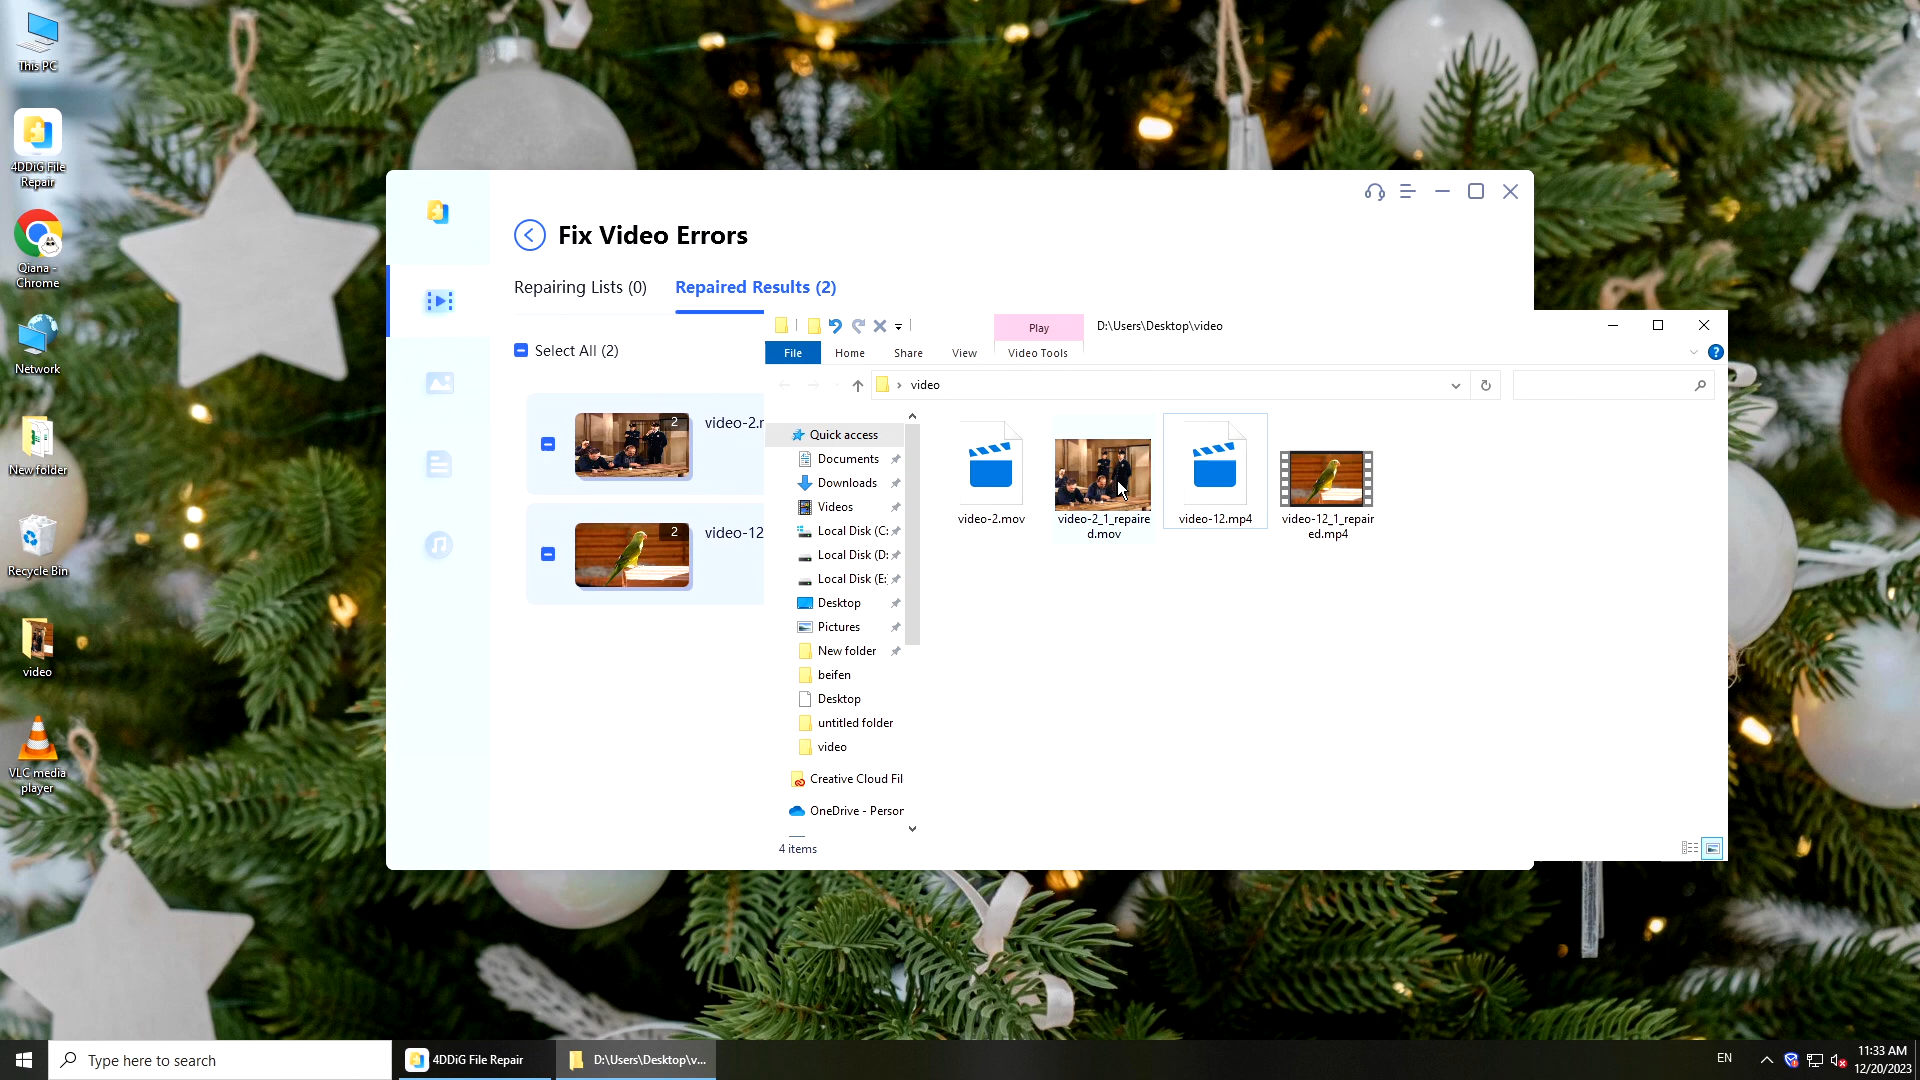 This PC
4DDiG File
Repair
Qiana -
Chrome
Network
New folder
Recycle Bin
video
VLC media
player
Fix Video Errors
Repairing Lists (0)
Repaired Results (2)
Select All (2)
2
video-2.r
2
video-12
Play
D:\Users\Desktop\video
File
Home
Share
View
Video Tools
?
video
Quick access
Documents
Downloads
Videos
Local Disk (C:
Local Disk (D:
Local Disk (E:
Desktop
Pictures
New folder
beifen
Desktop
untitled folder
video
Creative Cloud Fil
OneDrive - Person
video-2.mov
video-2_1_repaire
d.mov
video-12.mp4
video-12_1_repair
ed.mp4
4 items
Type here to search
4DDiG File Repair
D:\Users\Desktop\v...
EN
11:33 AM
12/20/2023